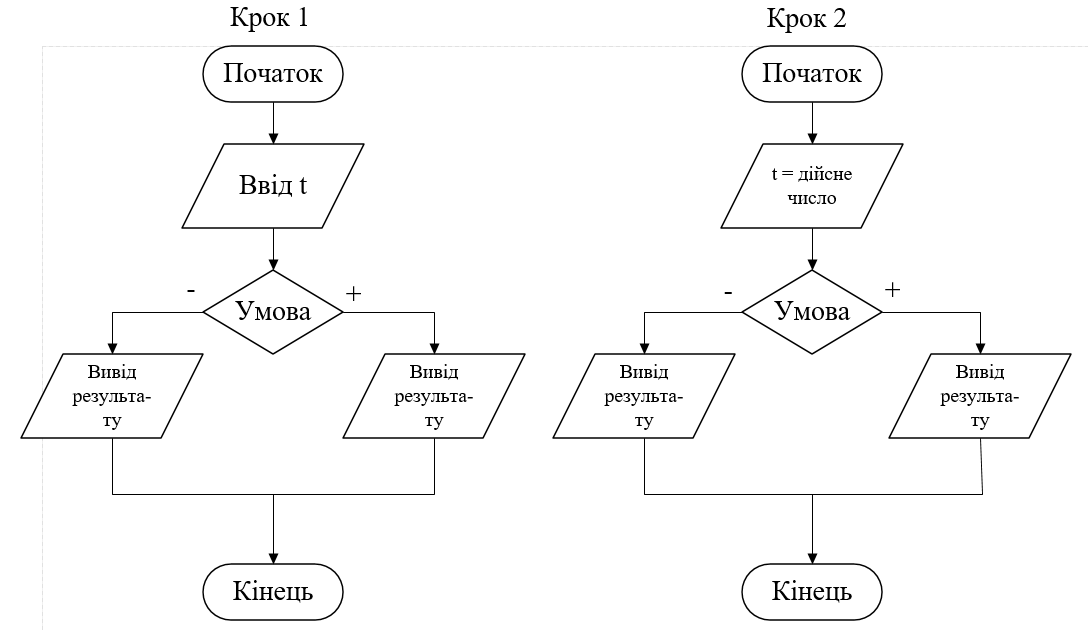 Крок 1
Початок
Ввід t
-
+
Умова
Вивід
результа-
ту
Вивід
результа-
ту
Кінець
Крок 2
Початок
t = дійсне
число
-
+
Умова
Вивід
результа-
ту
Вивід
результа-
ту
Кінець